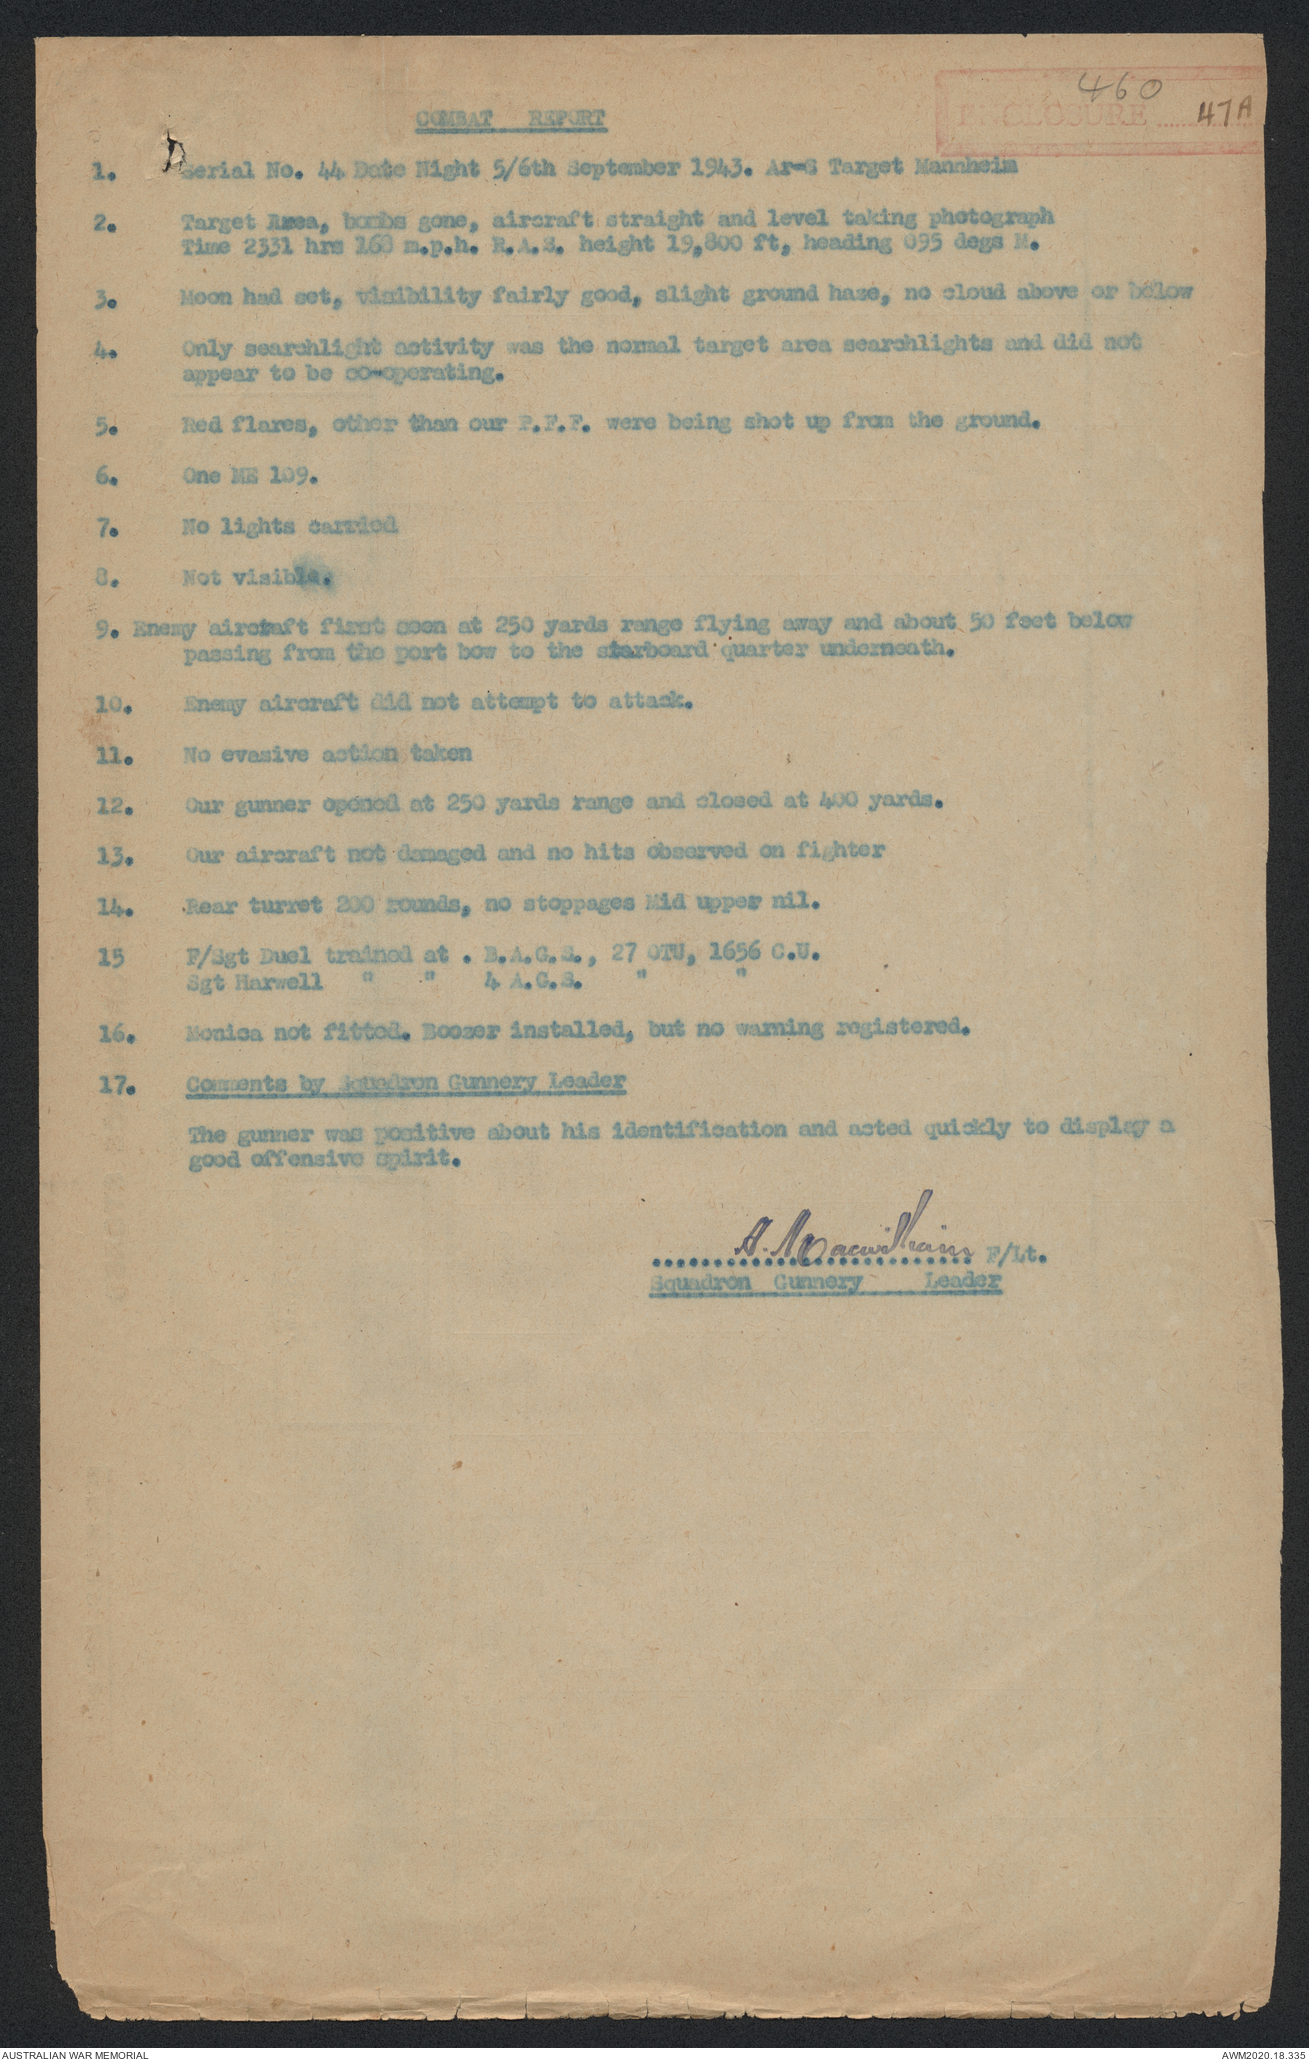 460
ENCLOSURE ........ 47A
COMBAT REPORT
1. Serial No. 44 Date Night 5/6th September 1943. Ar=G Target Mannheim
2. Target Area, bombs gone, aircraft straight and level taking photograph
Time 2331 hrs 168 m.p.h. R.A.S. height 19,800 ft, heading 095 degs M.
3. Moon had set, visibility fairly good, slight ground haze, no cloud above or below
4. Only searchlight activity was the normal target area searchlights and did not
appear to be co-operating.
5. Red flares, other than our P.F.F. were being shot up from the ground.
6. One ME 109.
7. No lights carried
8. Not visible.
9. Enemy aircraft first seen at 250 yards range flying away and about 50 feet below
passing from the port bow to the starboard quarter underneath.
10. Enemy aircraft did not attempt to attack.
11. No evasive action taken
12. Our gunner opened at 250 yards range and closed at 400 yards.
13. Our aircraft not damaged and no hits observed on fighter
14. Rear turret 200 rounds, no stoppages Mid upper nil.
15 F/Sgt Duel trained at . B.A.G.S., 27 OTU, 1656 C.U.
Sgt Harwell " " 4 A.G.S. " "
16. Monica not fitted. Boozer installed, but no warning registered.
17. Comments by Squadron Gunnery Leader
The gunner was positive about his identification and acted quickly to display a
good offensive spirit.
A. Macwilliam F/Lt.
Squadron Gunnery Leader
AUSTRALIAN WAR MEMORIAL
AWM2020.18.335